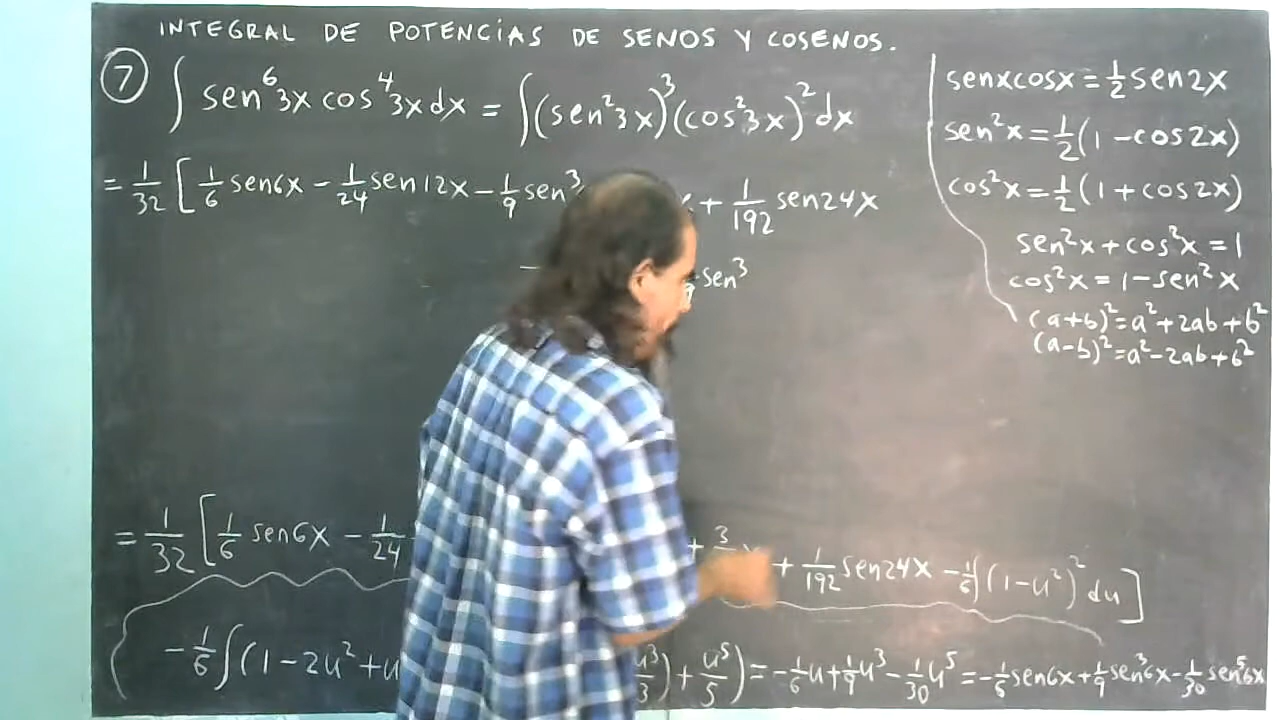 INTEGRAL DE POTENCIAS DE SENOS Y COSENOS.
7 ∫ sen⁶3x cos⁴3x dx = ∫(sen²3x)³(cos²3x)²dx
= 1/32 [ 1/6 sen6x - 1/24 sen12x - 1/9 sen³ + 1/192 sen24x
- sen³
= 1/32 [ 1/6 sen6x - 1/24 + 3 + 1/192 sen24x - 1/6 ∫(1-u²)² du ]
-1/6 ∫(1-2u²+u u³/3) + u⁵/5) = -1/6 u + 1/9 u³ - 1/30 u⁵ = -1/6 sen6x + 1/9 sen³6x - 1/30 sen⁵6x
senxcosx = 1/2 sen2x
sen²x = 1/2 (1 - cos2x)
cos²x = 1/2 (1 + cos2x)
sen²x + cos²x = 1
cos²x = 1 - sen²x
(a+b)² = a² + 2ab + b²
(a-b)² = a² - 2ab + b²